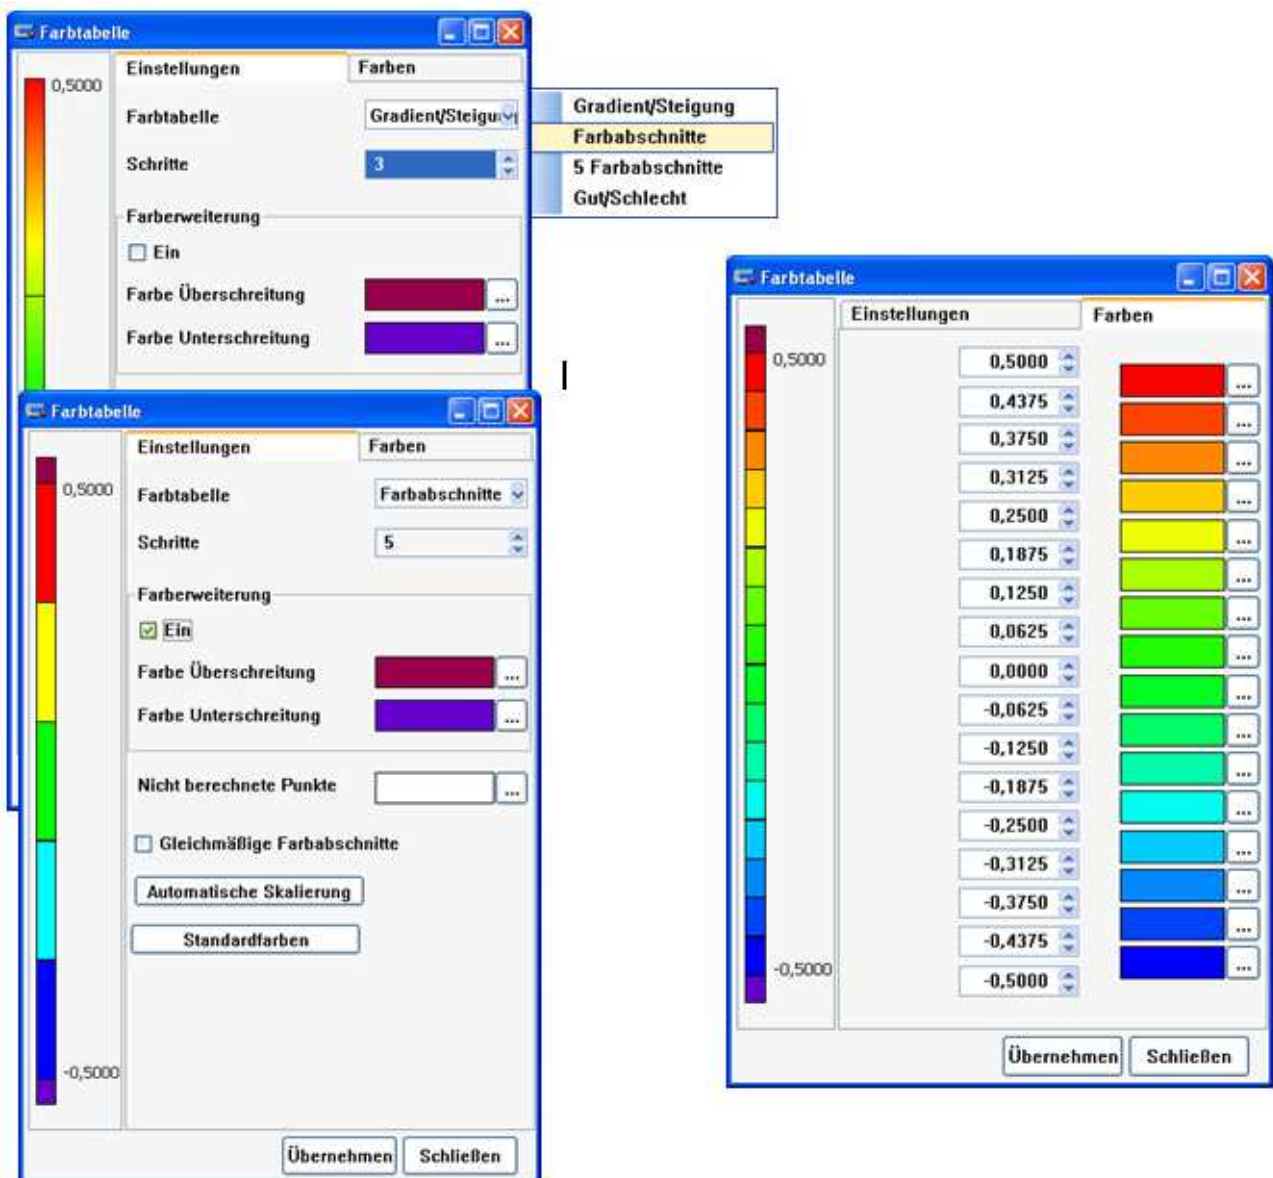 Farbtabelle
Einstellungen Farben
0,5000
Farbtabelle Gradient/Steigung
Schritte 3
Farberweiterung
Ein
Farbe Überschreitung ...
Farbe Unterschreitung ...
Gradient/Steigung
Farbabschnitte
5 Farbabschnitte
Gut/Schlecht
Farbtabelle
Einstellungen Farben
0,5000
Farbtabelle Farbabschnitte
Schritte 5
Farberweiterung
Ein
Farbe Überschreitung ...
Farbe Unterschreitung ...
Nicht berechnete Punkte ...
Gleichmäßige Farbabschnitte
Automatische Skalierung
Standardfarben
-0,5000
Übernehmen Schließen
Farbtabelle
Einstellungen Farben
0,5000
0,5000 ...
0,4375 ...
0,3750 ...
0,3125 ...
0,2500 ...
0,1875 ...
0,1250 ...
0,0625 ...
0,0000 ...
-0,0625 ...
-0,1250 ...
-0,1875 ...
-0,2500 ...
-0,3125 ...
-0,3750 ...
-0,4375 ...
-0,5000
-0,5000
Übernehmen Schließen